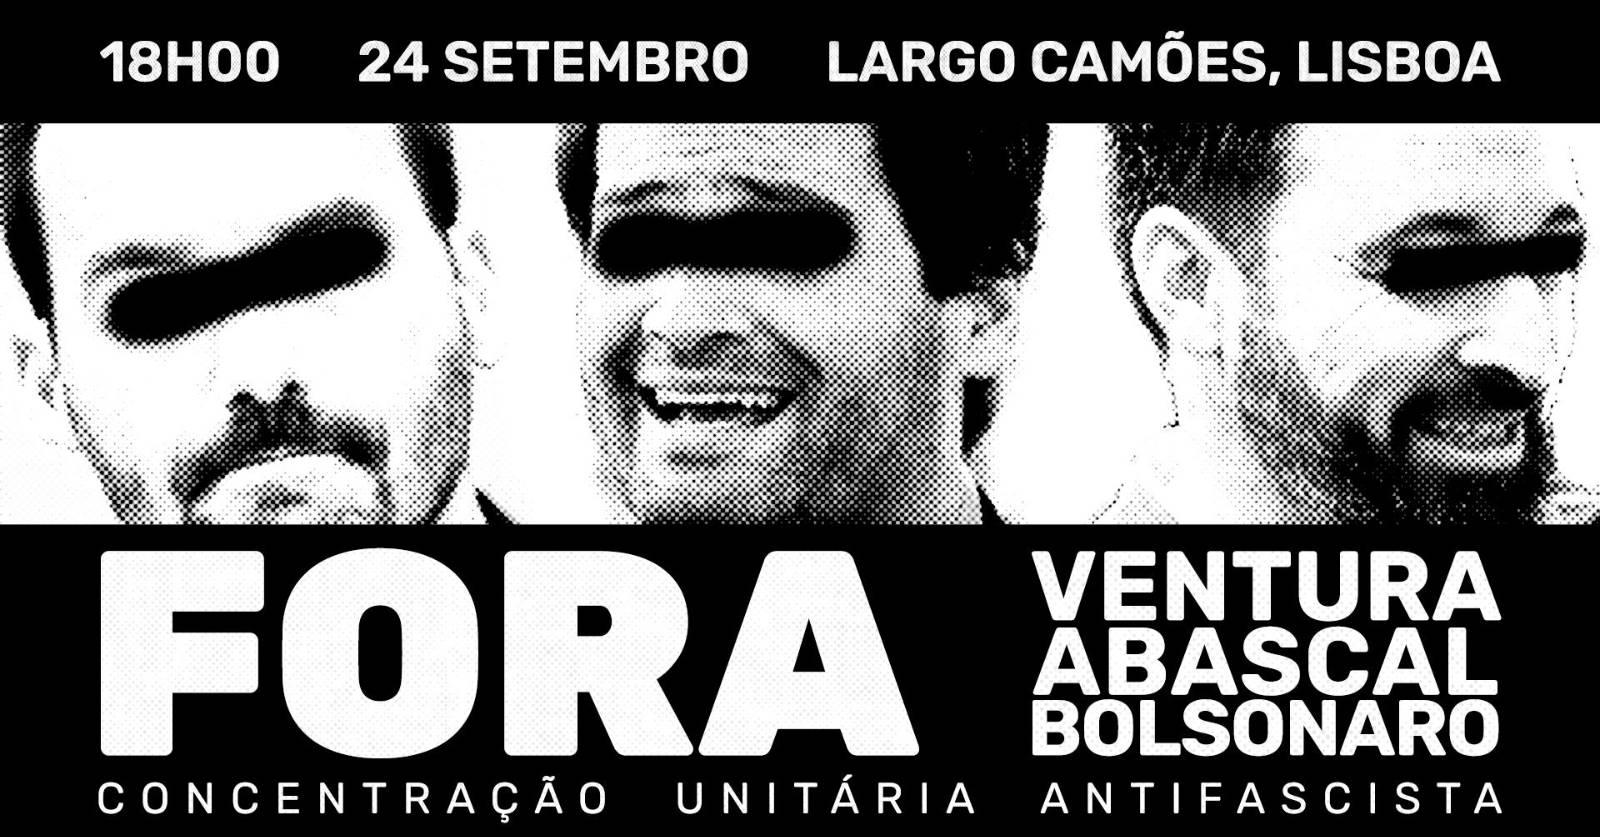 18H00 24 SETEMBRO LARGO CAMÕES, LISBOA
FORA
VENTURA
ABASCAL
BOLSONARO
CONCENTRAÇÃO UNITÁRIA ANTIFASCISTA